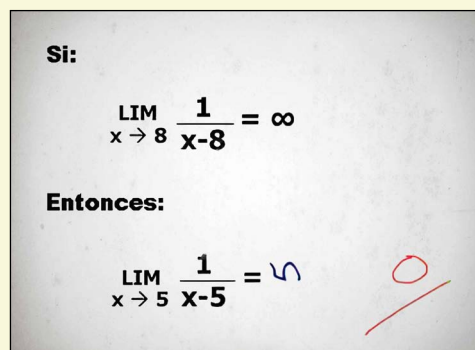 Si:
LIM x → 8 1 / x-8 = ∞
Entonces:
LIM x → 5 1 / x-5 = 5
0